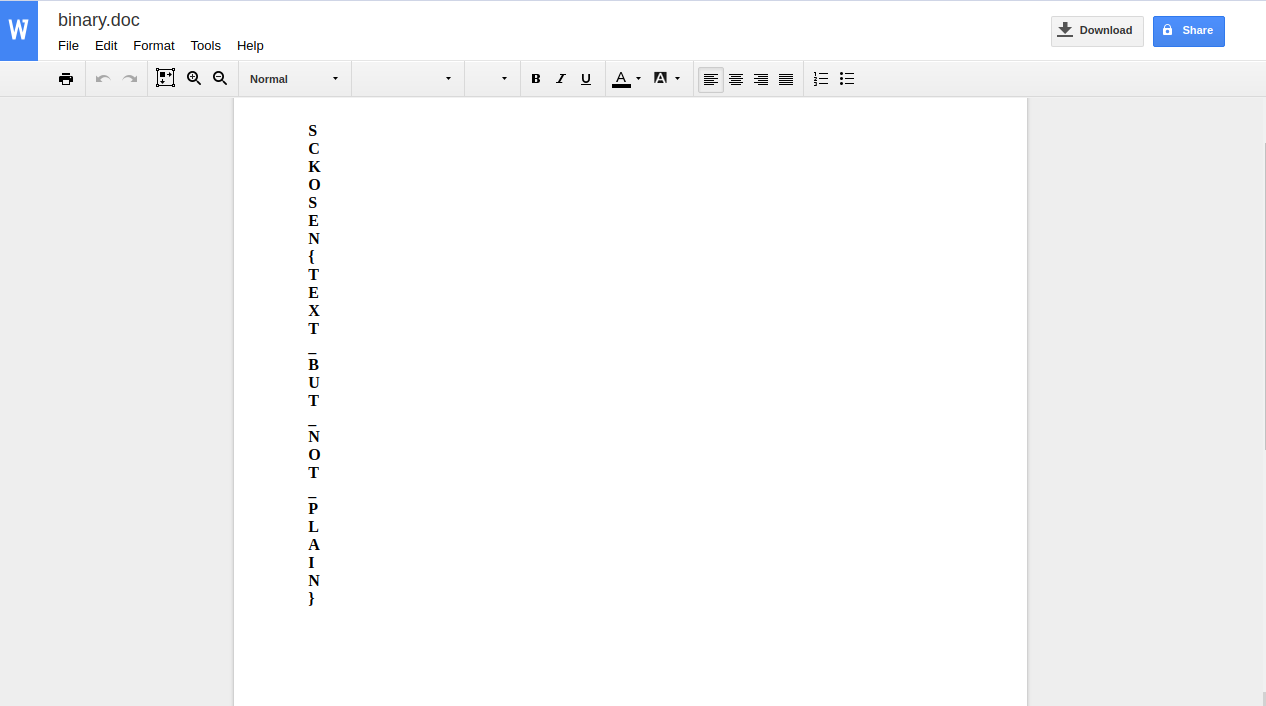 W
binary.doc
File Edit Format Tools Help
Download
Share
Normal
B I U A A
S
C
K
O
S
E
N
{
T
E
X
T
_
B
U
T
_
N
O
T
_
P
L
A
I
N
}